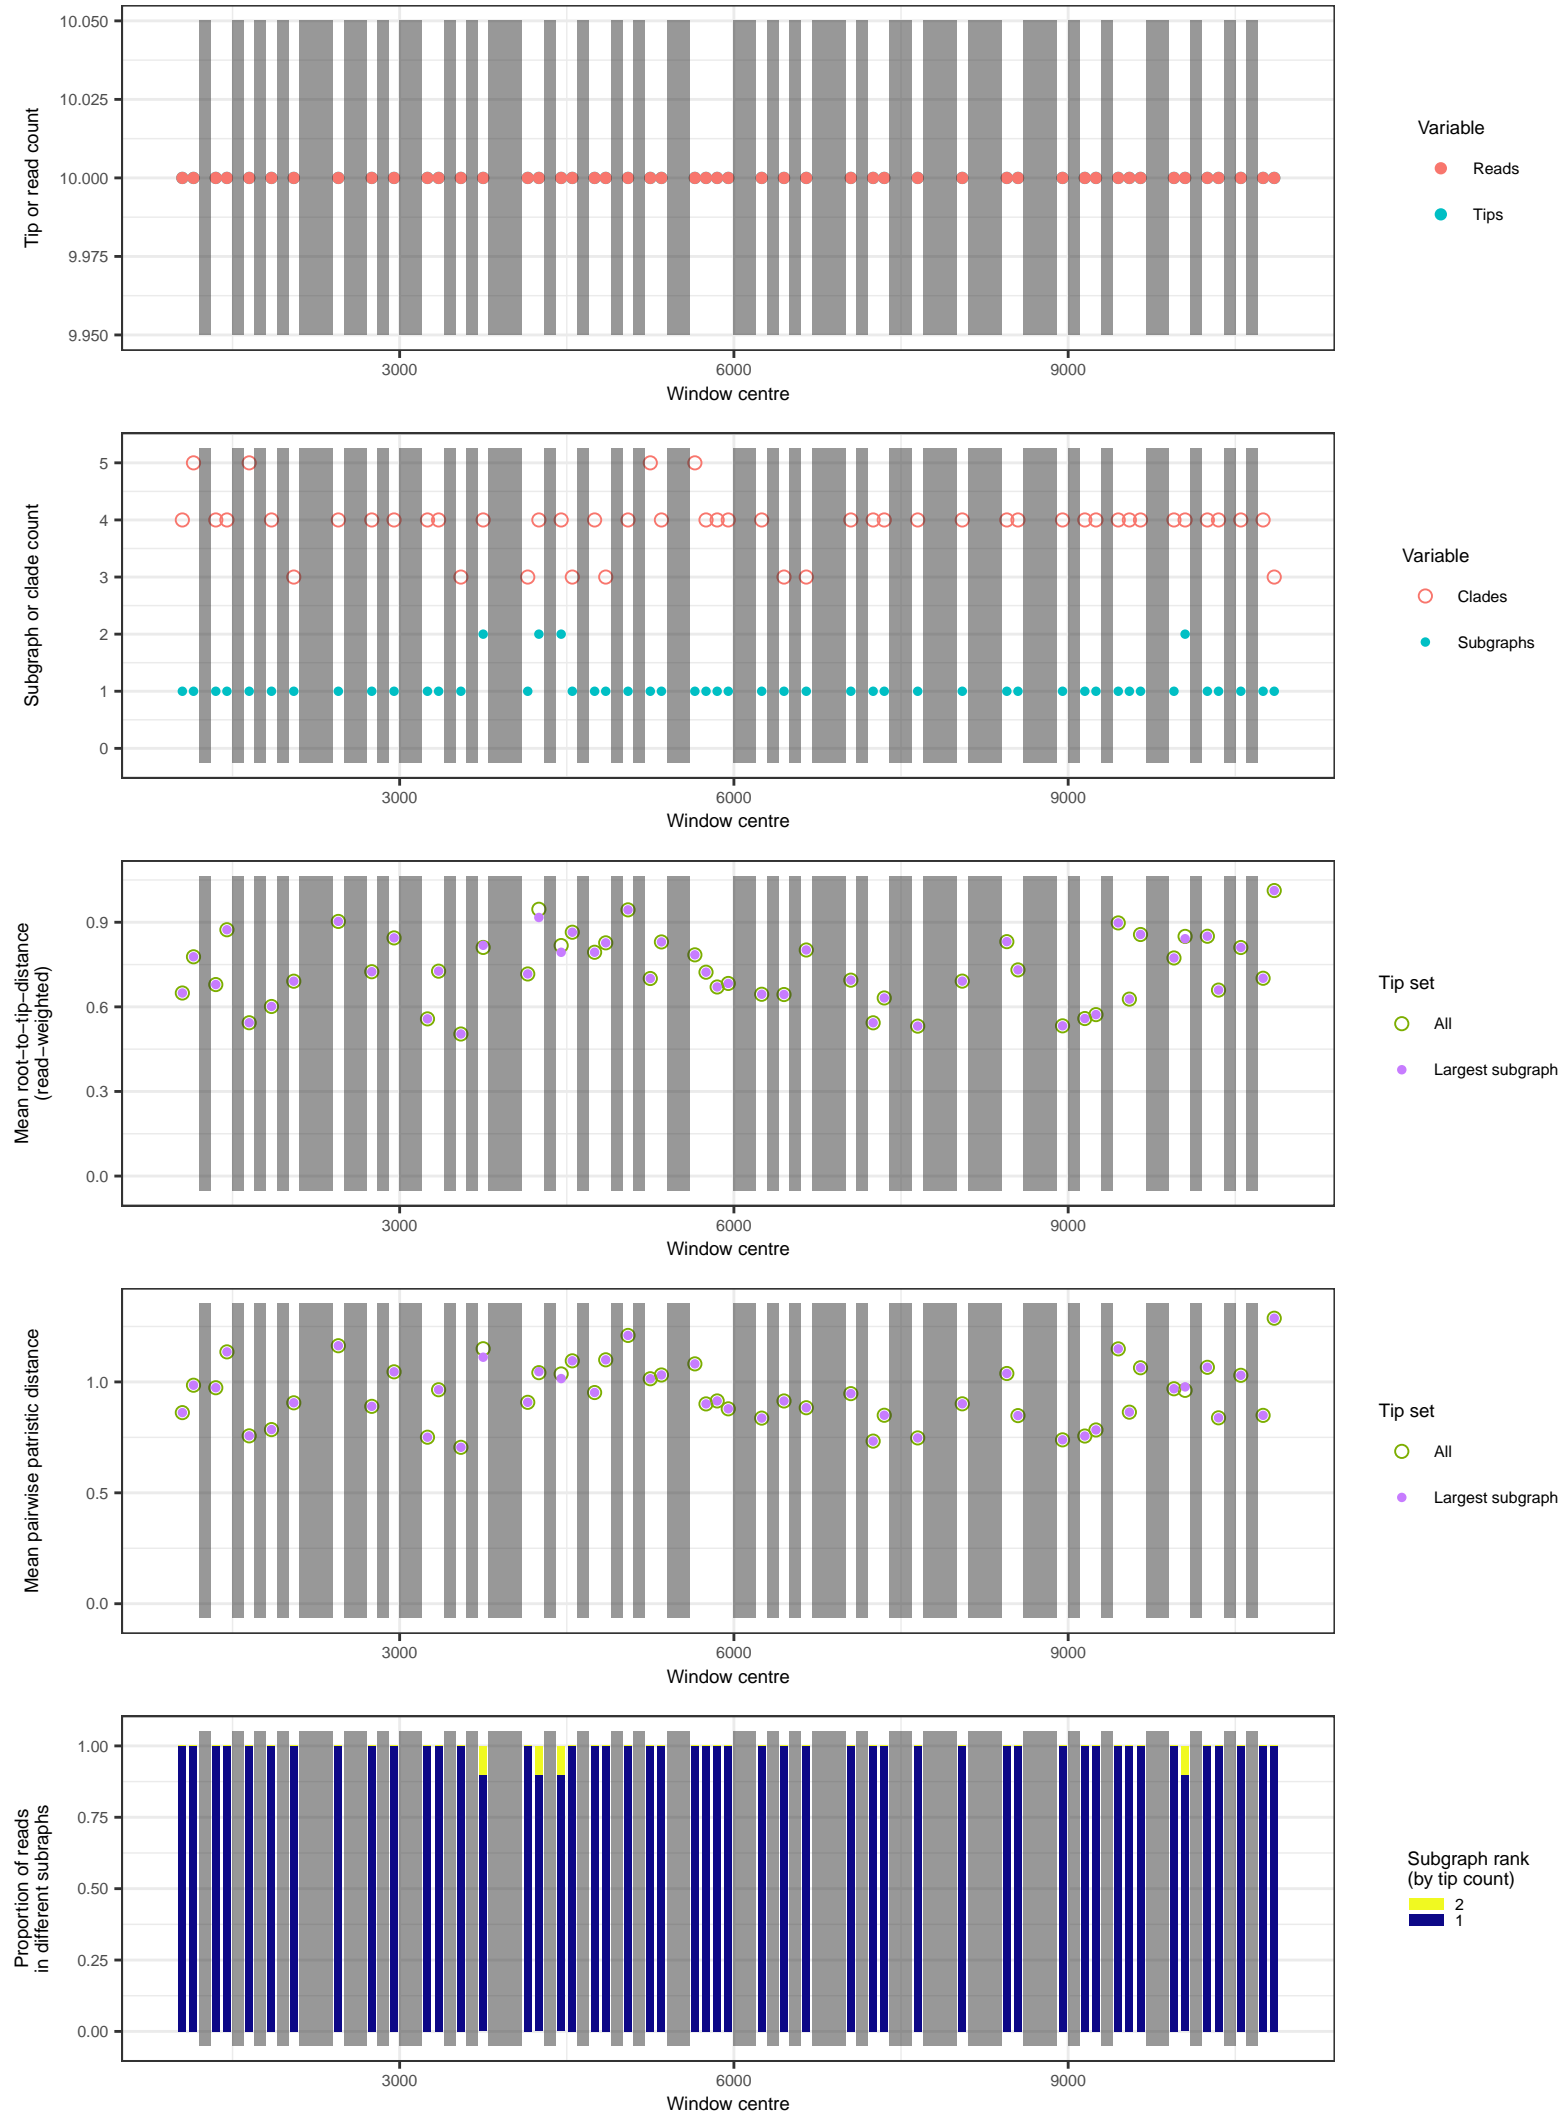 10.050
10.025
10.000
9.975
9.950
Tip or read count
3000
6000
9000
Window centre
Variable
Reads
Tips
5
4
3
2
1
0
Subgraph or clade count
3000
6000
9000
Window centre
Variable
Clades
Subgraphs
0.9
0.6
0.3
0.0
Mean root−to−tip−distance
(read−weighted)
3000
6000
9000
Window centre
Tip set
All
Largest subgraph
1.0
0.5
0.0
Mean pairwise patristic distance
3000
6000
9000
Window centre
Tip set
All
Largest subgraph
1.00
0.75
0.50
0.25
0.00
Proportion of reads
in different subraphs
3000
6000
9000
Window centre
Subgraph rank
(by tip count)
2
1